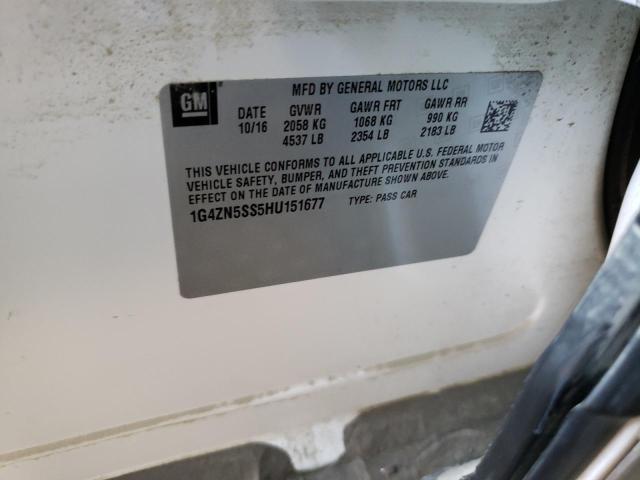 MFD BY GENERAL MOTORS LLC
GM
DATE GVWR GAWR FRT GAWR RR
10/16 2058 KG 1068 KG 990 KG
4537 LB 2354 LB 2183 LB
THIS VEHICLE CONFORMS TO ALL APPLICABLE U.S. FEDERAL MOTOR
VEHICLE SAFETY, BUMPER, AND THEFT PREVENTION STANDARDS IN
EFFECT ON THE DATE OF MANUFACTURE SHOWN ABOVE.
1G4ZN5SS5HU151677 TYPE: PASS CAR